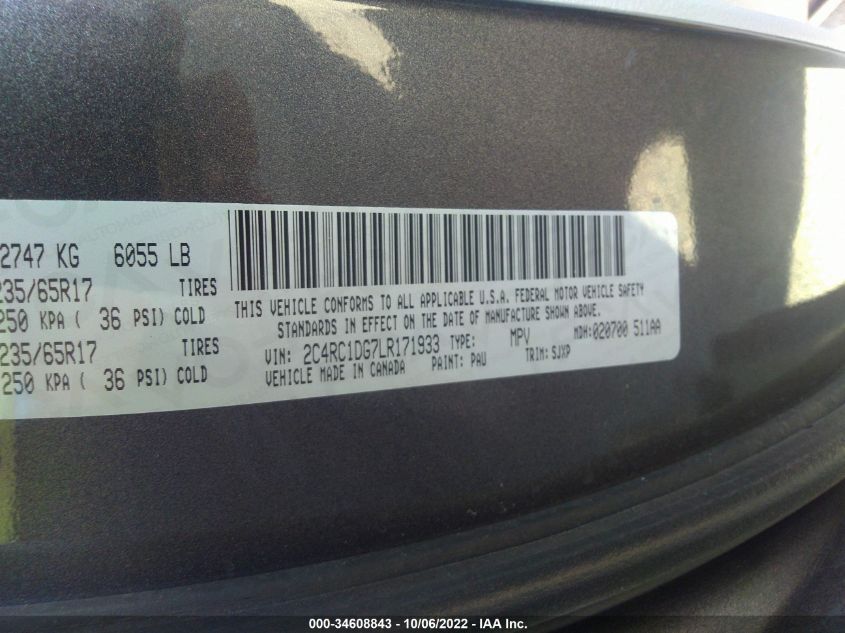 2747 KG 6055 LB
235/65R17 TIRES
250 KPA ( 36 PSI) COLD
235/65R17 TIRES
250 KPA ( 36 PSI) COLD
THIS VEHICLE CONFORMS TO ALL APPLICABLE U.S.A. FEDERAL MOTOR VEHICLE SAFETY
STANDARDS IN EFFECT ON THE DATE OF MANUFACTURE SHOWN ABOVE.
VIN: 2C4RC1DG7LR171933 TYPE: MPV MDH:020700 511AA
VEHICLE MADE IN CANADA PAINT: PAU TRIM: SJXP
000-34608843 - 10/06/2022 - IAA Inc.